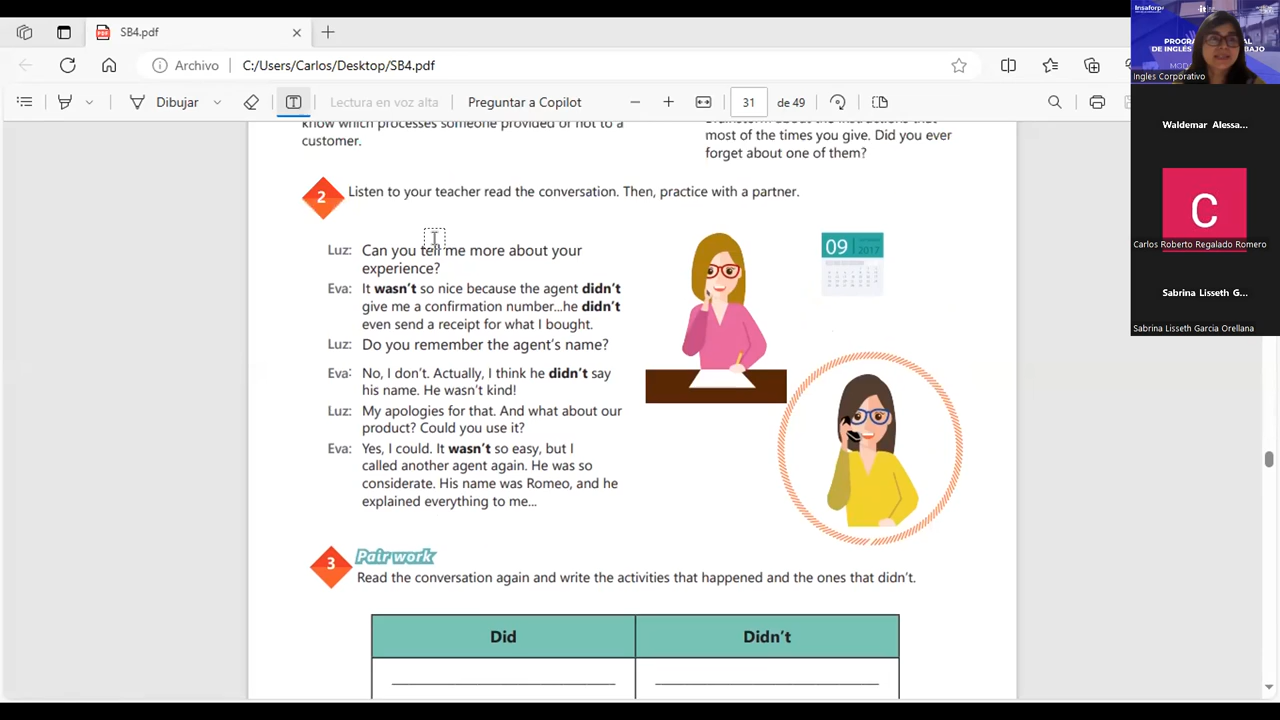 SB4.pdf
Archivo
C:/Users/Carlos/Desktop/SB4.pdf
Dibujar
Lectura en voz alta
Preguntar a Copilot
31
de 49
know which processes someone provided or not to a
customer.
most of the times you give. Did you ever
forget about one of them?
2
Listen to your teacher read the conversation. Then, practice with a partner.
Luz: Can you tell me more about your
experience?
Eva: It wasn't so nice because the agent didn't
give me a confirmation number...he didn't
even send a receipt for what I bought.
Luz: Do you remember the agent's name?
Eva: No, I don't. Actually, I think he didn't say
his name. He wasn't kind!
Luz: My apologies for that. And what about our
product? Could you use it?
Eva: Yes, I could. It wasn't so easy, but I
called another agent again. He was so
considerate. His name was Romeo, and he
explained everything to me...
09
2017
3
Pair work
Read the conversation again and write the activities that happened and the ones that didn't.
Did
Didn't
Insaforp
Ingles Corporativo
Waldemar Alessa...
C
Carlos Roberto Regalado Romero
Sabrina Lisseth G...
Sabrina Lisseth Garcia Orellana